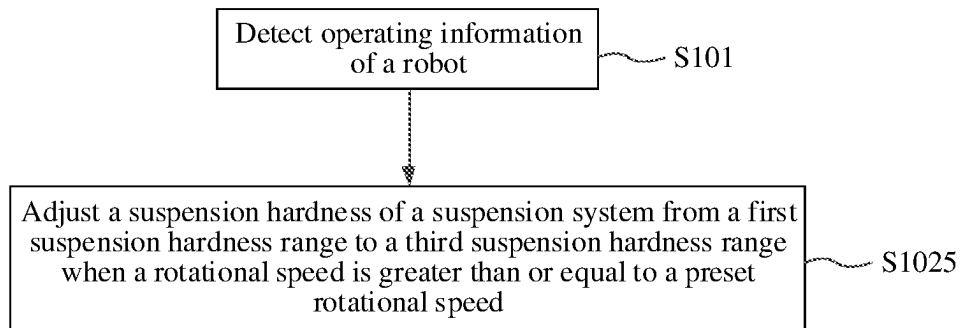 Detect operating information
of a robot
S101
Adjust a suspension hardness of a suspension system from a first
suspension hardness range to a third suspension hardness range
when a rotational speed is greater than or equal to a preset
rotational speed
S1025